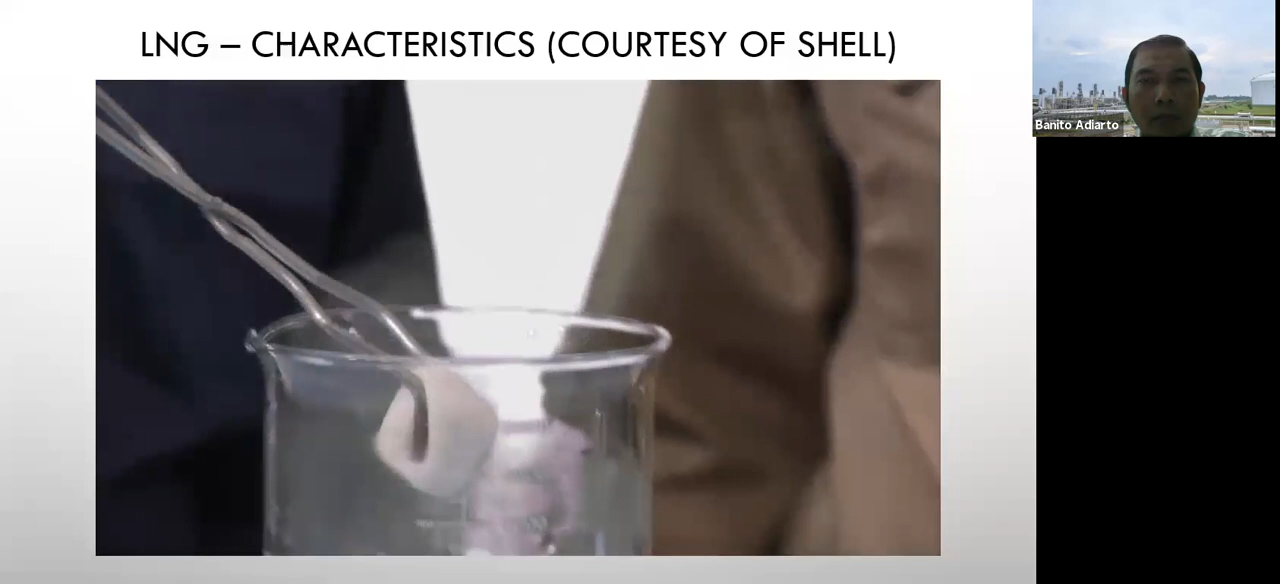 LNG – CHARACTERISTICS (COURTESY OF SHELL)
Banito Adiarto